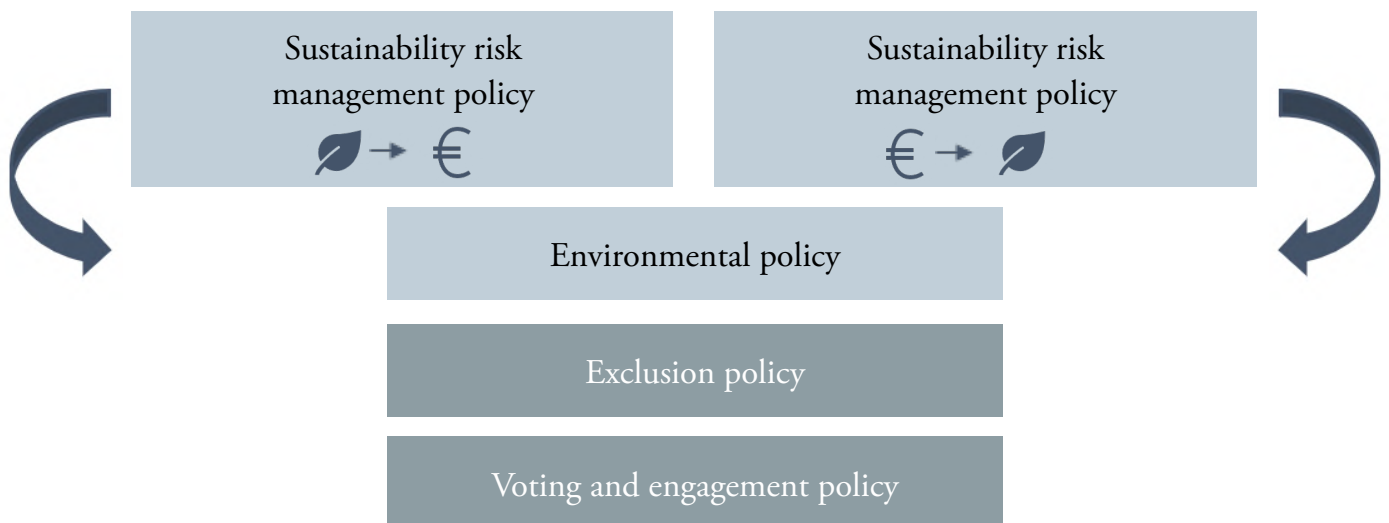 Sustainability risk
management policy
→ €
Sustainability risk
management policy
€ →
Environmental policy
Exclusion policy
Voting and engagement policy